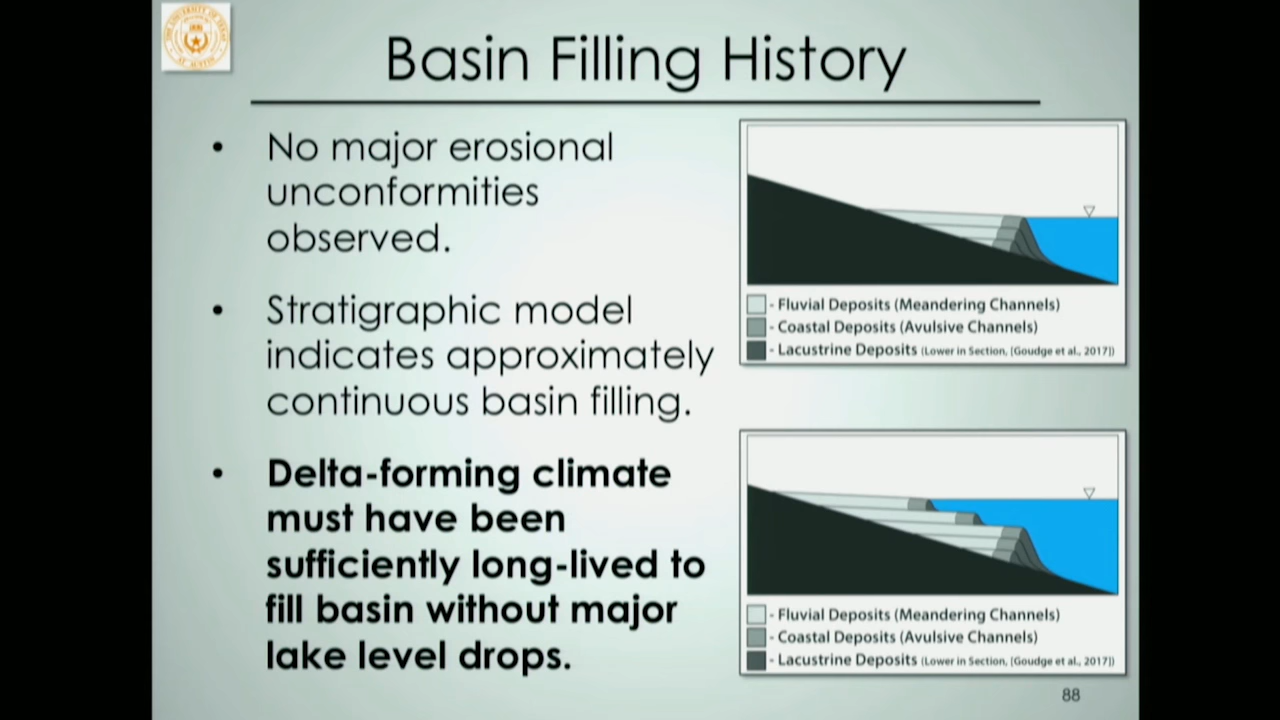 Basin Filling History
• No major erosional
unconformities
observed.
• Stratigraphic model
indicates approximately
continuous basin filling.
• Delta-forming climate
must have been
sufficiently long-lived to
fill basin without major
lake level drops.
- Fluvial Deposits (Meandering Channels)
- Coastal Deposits (Avulsive Channels)
- Lacustrine Deposits (Lower in Section, [Goudge et al., 2017])
- Fluvial Deposits (Meandering Channels)
- Coastal Deposits (Avulsive Channels)
- Lacustrine Deposits (Lower in Section, [Goudge et al., 2017])
88